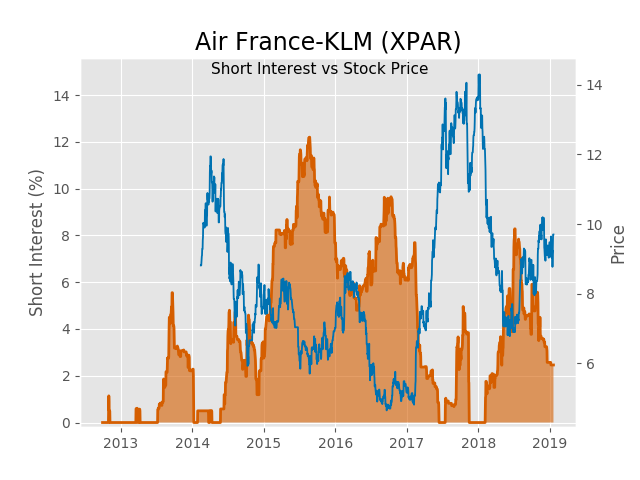 Air France-KLM (XPAR)
Short Interest vs Stock Price
Short Interest (%)
14
12
10
8
6
4
2
0
14
12
10
8
6
Price
2013 2014 2015 2016 2017 2018 2019